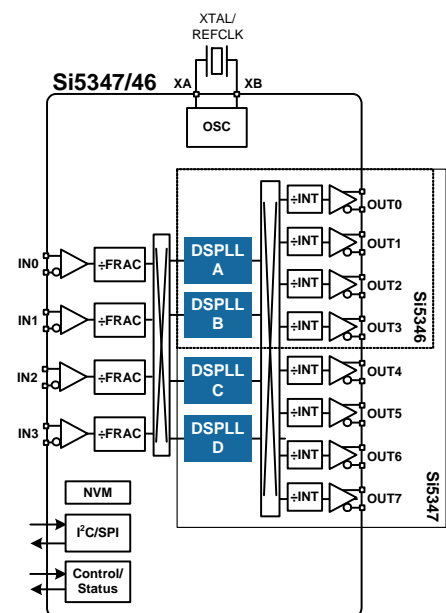 XTAL/
REFCLK
Si5347/46
XA
XB
OSC
÷INT
OUT0
÷INT
OUT1
÷INT
OUT2
÷INT
OUT3
Si5346
÷INT
OUT4
÷INT
OUT5
÷INT
OUT6
÷INT
OUT7
Si5347
IN0
÷FRAC
DSPLL
A
IN1
÷FRAC
DSPLL
B
IN2
÷FRAC
DSPLL
C
IN3
÷FRAC
DSPLL
D
NVM
I²C/SPI
Control/
Status